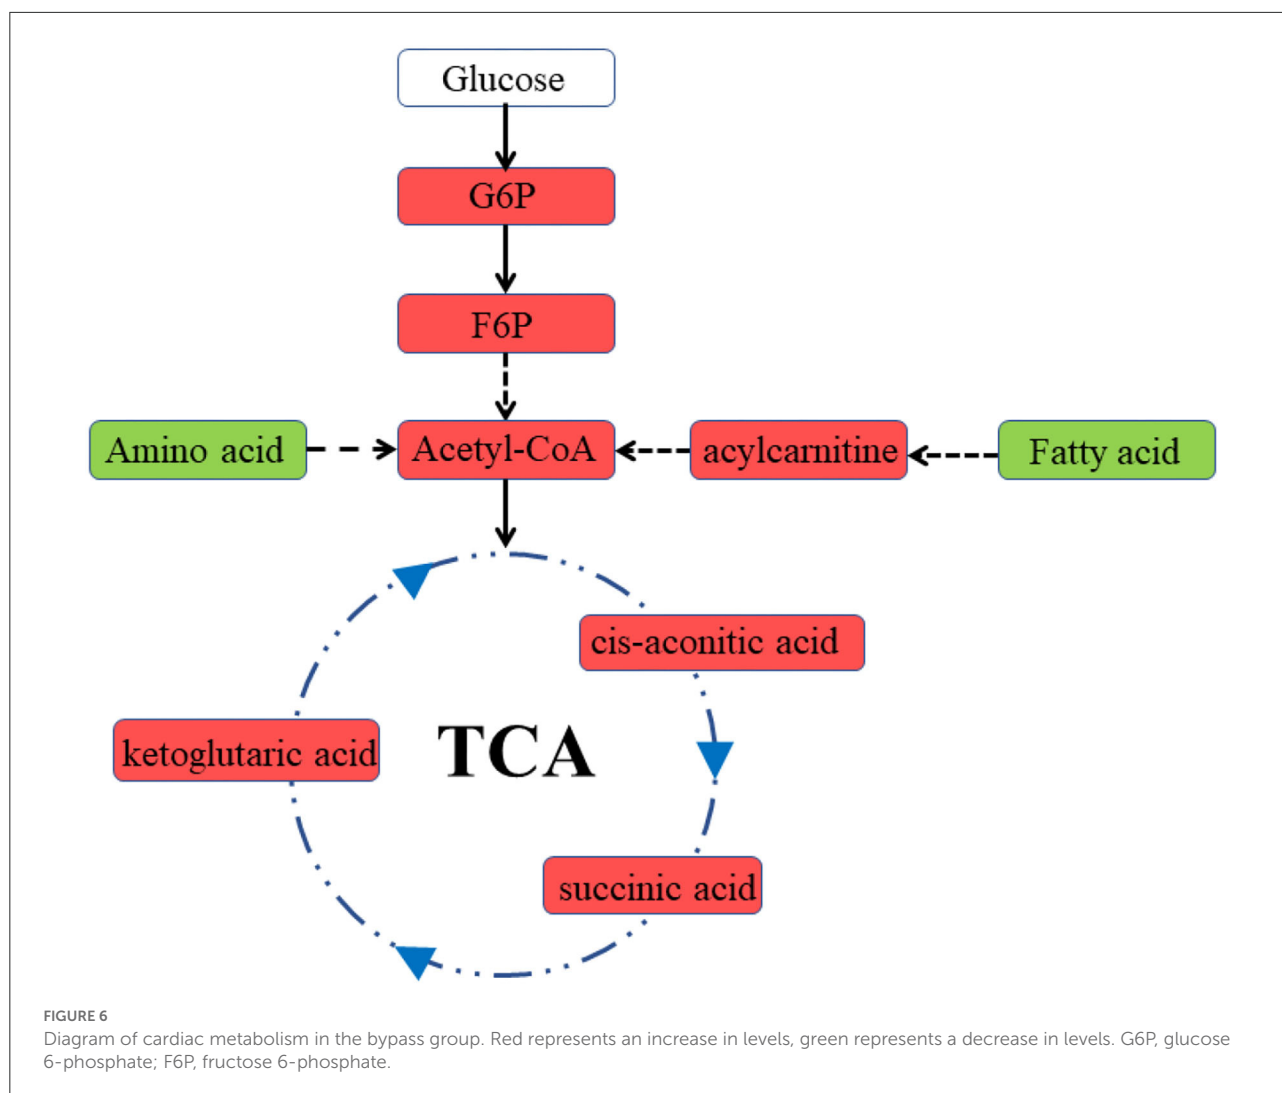 Glucose
G6P
F6P
Amino acid
Acetyl-CoA
acylcarnitine
Fatty acid
cis-aconitic acid
ketoglutaric acid
TCA
succinic acid
FIGURE 6
Diagram of cardiac metabolism in the bypass group. Red represents an increase in levels, green represents a decrease in levels. G6P, glucose
6-phosphate; F6P, fructose 6-phosphate.